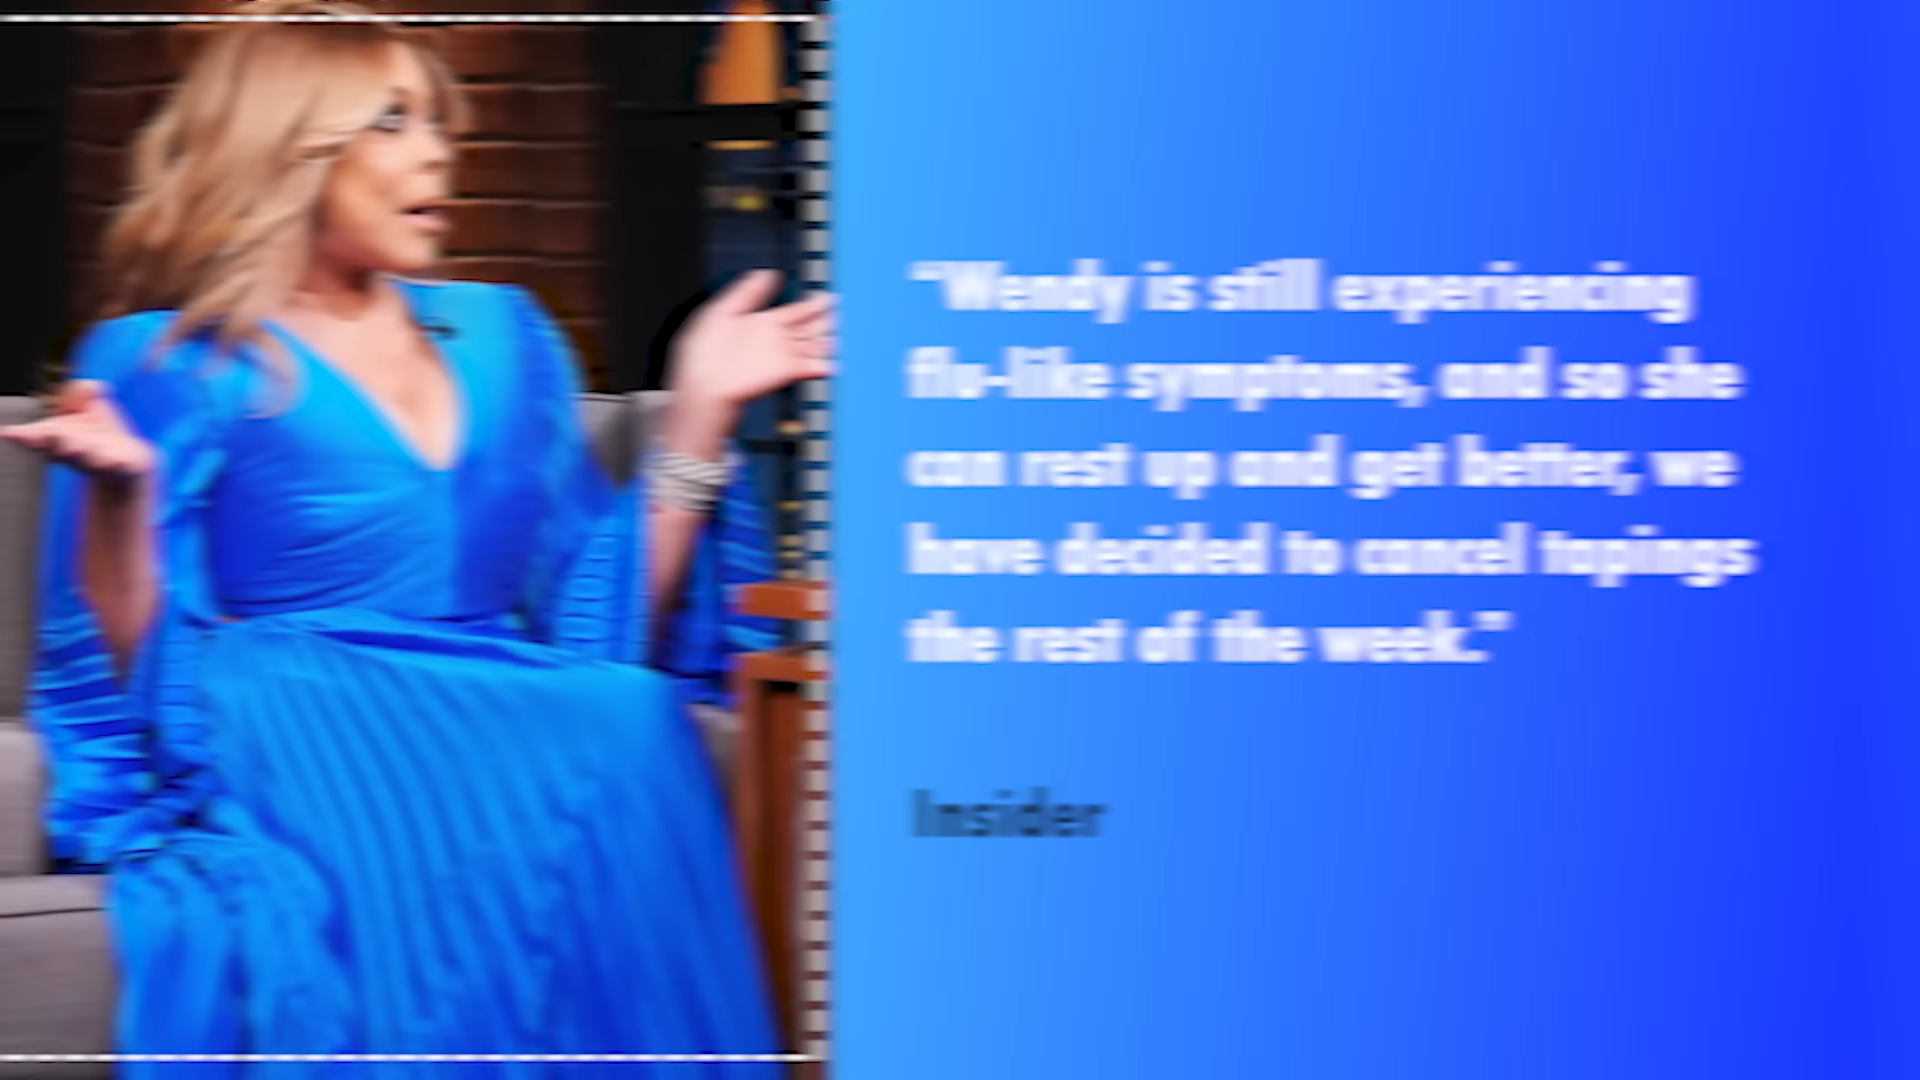 "Wendy is still experiencing
flu-like symptoms, and so she
can rest up and get better, we
have decided to cancel tapings
the rest of the week."
Insider